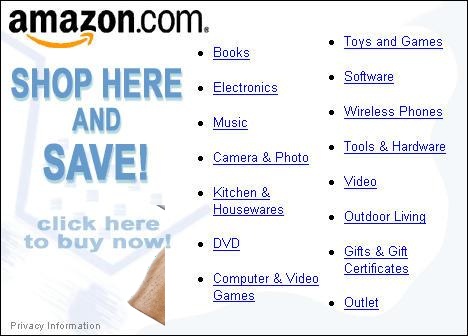 amazon.com®
SHOP HERE
AND
SAVE!
click here
to buy now!
Privacy Information
Books
Electronics
Music
Camera & Photo
Kitchen &
Housewares
DVD
Computer & Video
Games
Toys and Games
Software
Wireless Phones
Tools & Hardware
Video
Outdoor Living
Gifts & Gift
Certificates
Outlet